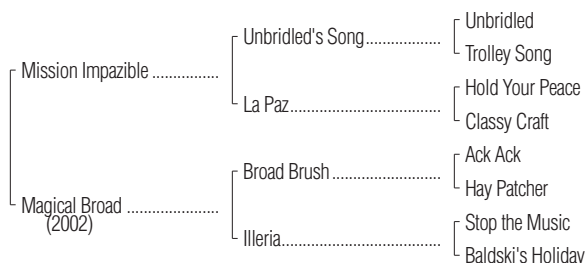 Unbridled
Unbridled's Song
Trolley Song
Mission Impazible
Hold Your Peace
La Paz
Classy Craft
Ack Ack
Broad Brush
Hay Patcher
Magical Broad
(2002)
Stop the Music
Illeria
Baldski's Holiday